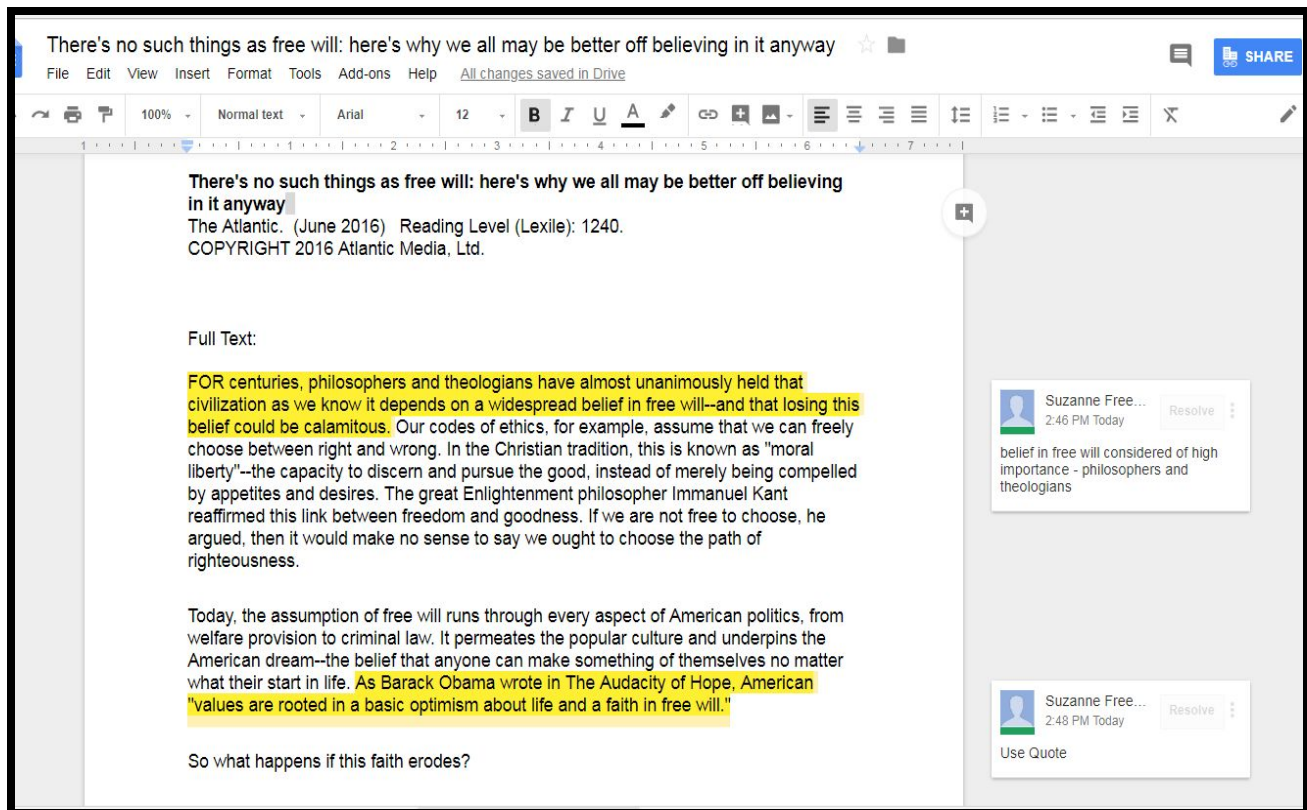 There's no such things as free will: here's why we all may be better off believing in it anyway
SHARE
File Edit View Insert Format Tools Add-ons Help All changes saved in Drive
100% Normal text Arial 12 B I U A
1 1 2 3 4 5 6 7
There's no such things as free will: here's why we all may be better off believing
in it anyway
The Atlantic. (June 2016) Reading Level (Lexile): 1240.
COPYRIGHT 2016 Atlantic Media, Ltd.
Full Text:
FOR centuries, philosophers and theologians have almost unanimously held that
civilization as we know it depends on a widespread belief in free will--and that losing this
belief could be calamitous. Our codes of ethics, for example, assume that we can freely
choose between right and wrong. In the Christian tradition, this is known as "moral
liberty"--the capacity to discern and pursue the good, instead of merely being compelled
by appetites and desires. The great Enlightenment philosopher Immanuel Kant
reaffirmed this link between freedom and goodness. If we are not free to choose, he
argued, then it would make no sense to say we ought to choose the path of
righteousness.
Today, the assumption of free will runs through every aspect of American politics, from
welfare provision to criminal law. It permeates the popular culture and underpins the
American dream--the belief that anyone can make something of themselves no matter
what their start in life. As Barack Obama wrote in The Audacity of Hope, American
"values are rooted in a basic optimism about life and a faith in free will."
So what happens if this faith erodes?
Suzanne Free...
Resolve
2:46 PM Today
belief in free will considered of high
importance - philosophers and
theologians
Suzanne Free...
Resolve
2:48 PM Today
Use Quote